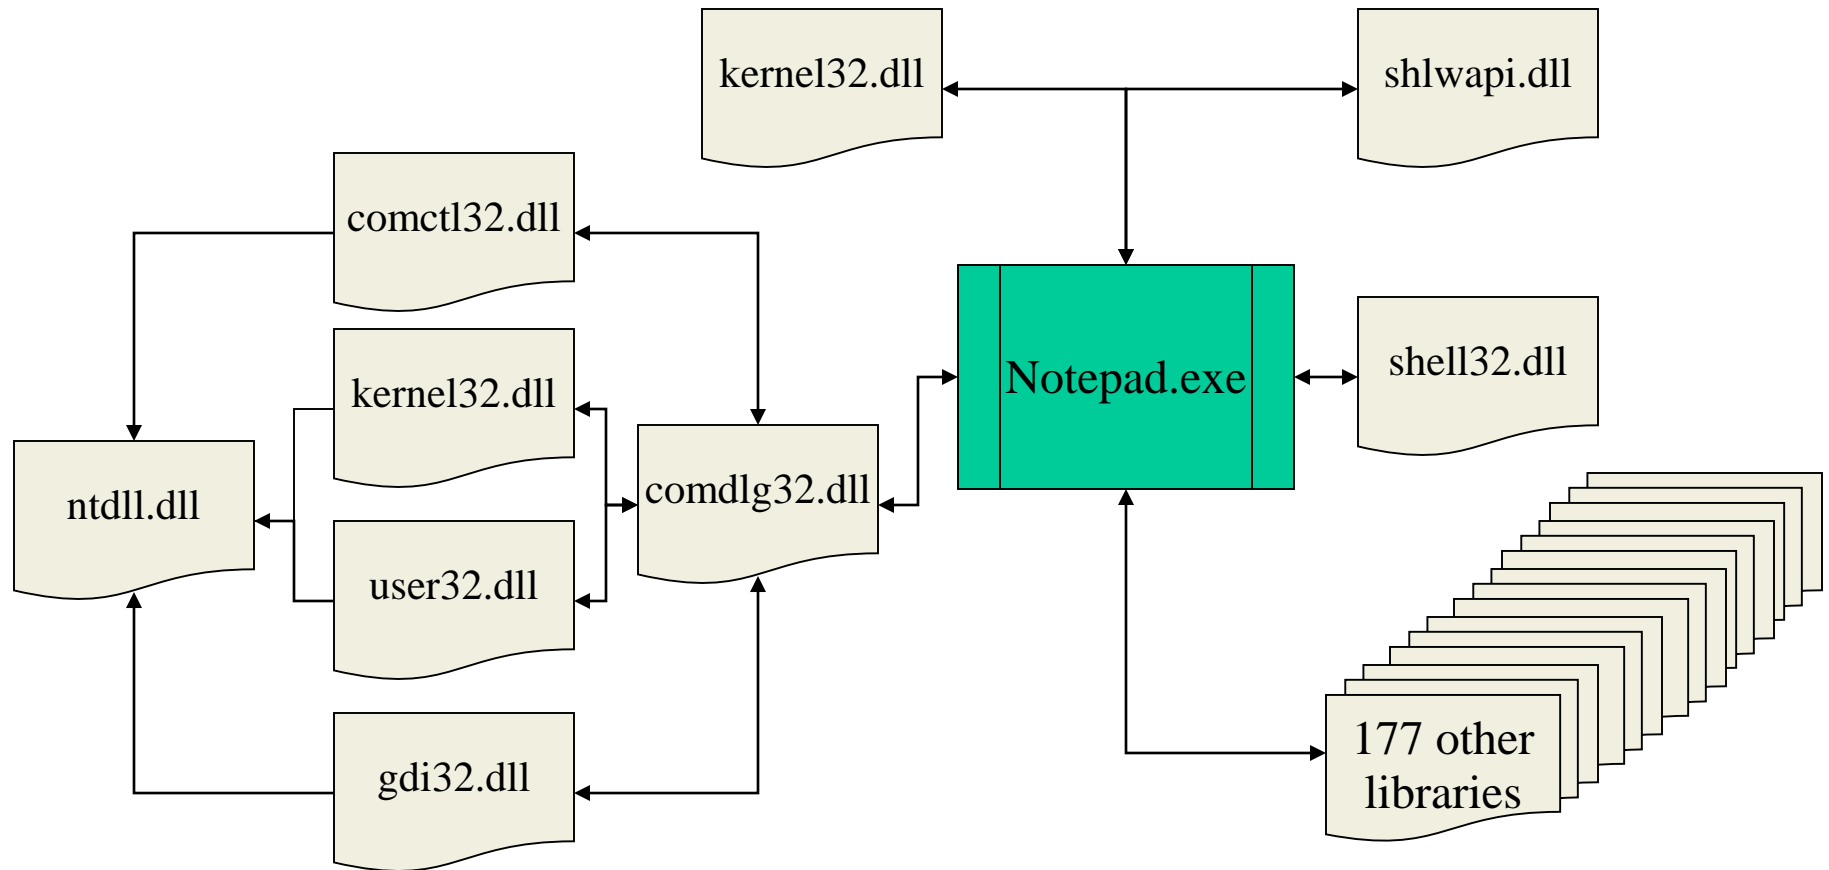 kernel32.dll
shlwapi.dll
comctl32.dll
kernel32.dll
Notepad.exe
shell32.dll
ntdll.dll
comdlg32.dll
user32.dll
gdi32.dll
177 other
libraries